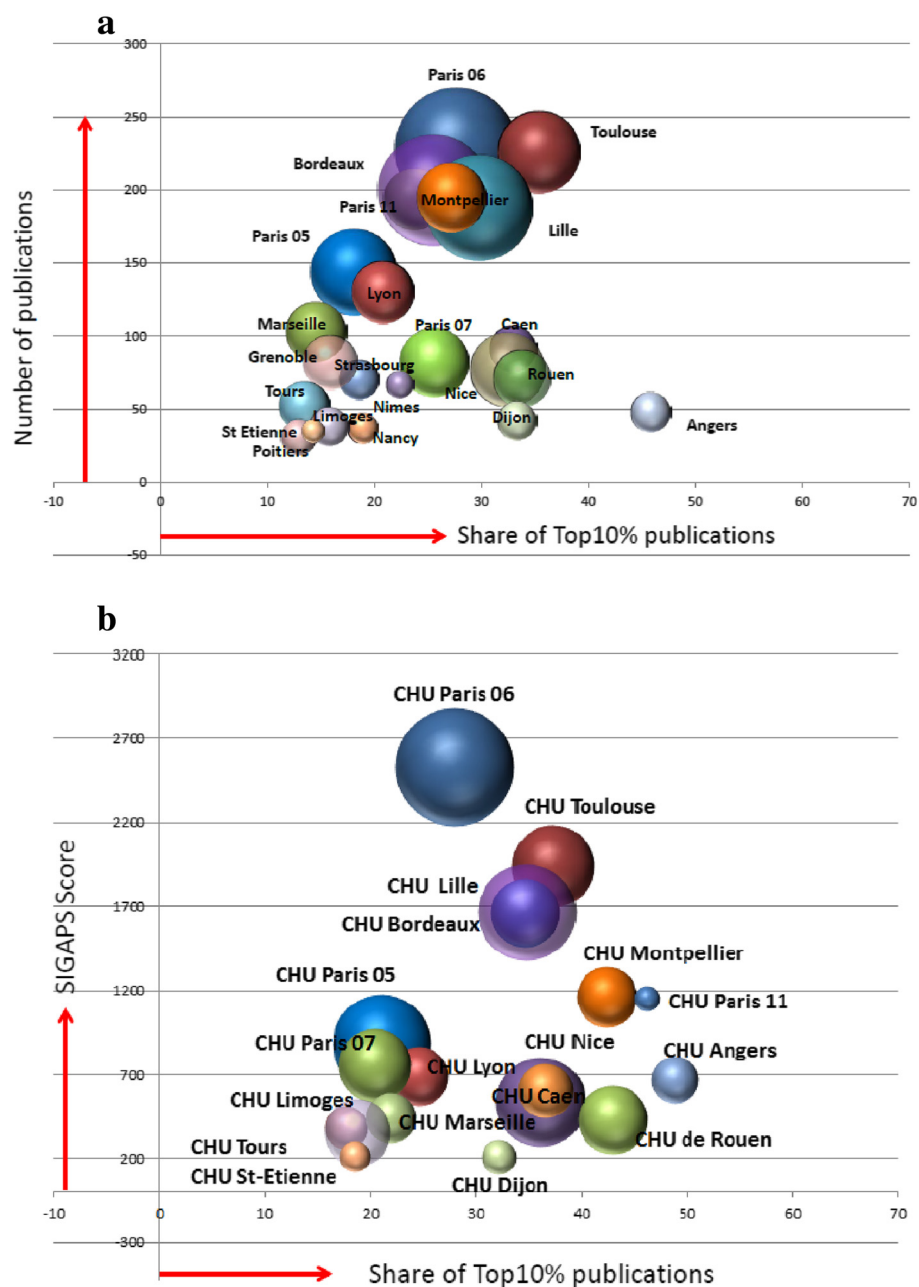 a
300
Paris 06
250
Toulouse
Bordeaux
200
Paris 11
Montpellier
Lille
Paris 05
150
Lyon
Marseille
Paris 07
Caen
100
Grenoble
Strasbourg
Rouen
Tours
Nimes
Nice
50
Limoges
Dijon
Angers
St Etienne
Nancy
Poitiers
0
-10
10
20
30
40
50
60
70
Share of Top10% publications
-50
Number of publications
b
3200
CHU Paris 06
2700
CHU Toulouse
2200
CHU Lille
1700
CHU Bordeaux
CHU Montpellier
CHU Paris 05
1200
CHU Paris 11
CHU Paris 07
CHU Nice
CHU Angers
CHU Lyon
700
CHU Limoges
CHU Caen
CHU Marseille
CHU de Rouen
CHU Tours
200
CHU St-Etienne
CHU Dijon
-10
0
10
20
30
40
50
60
70
-300
Share of Top10% publications
SIGAPS Score